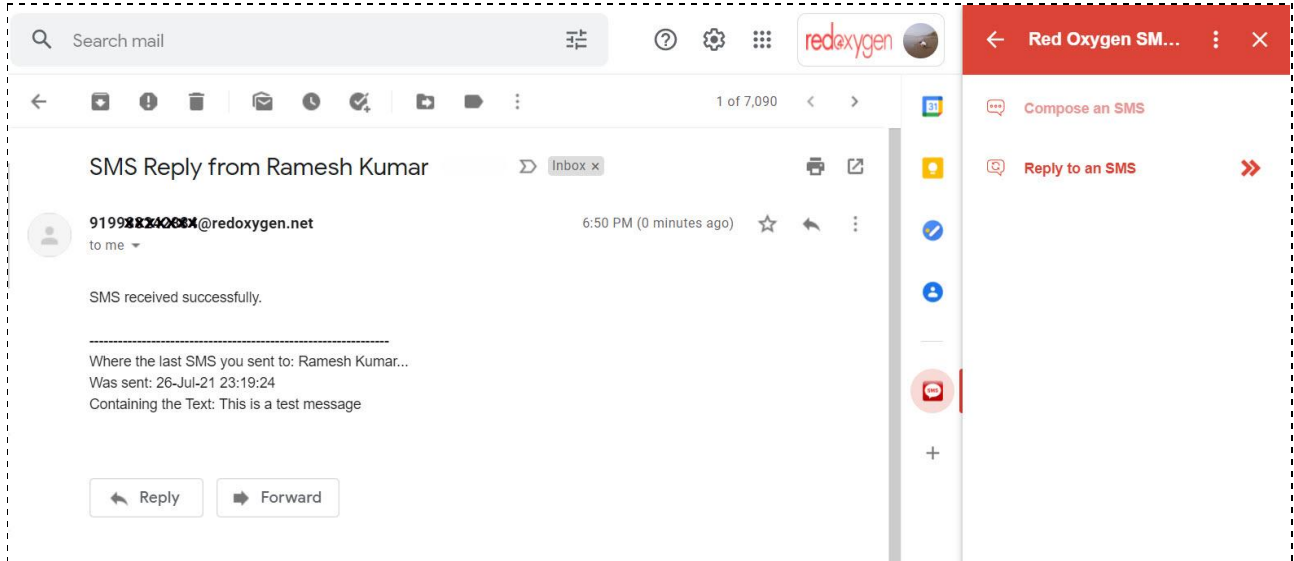 Search mail
redoxygen
Red Oxygen SM...
1 of 7,090
31
Compose an SMS
SMS Reply from Ramesh Kumar
Inbox ×
Reply to an SMS
@redoxygen.net
6:50 PM (0 minutes ago)
to me
SMS received successfully.
--------------------------------------------------------------
Where the last SMS you sent to: Ramesh Kumar...
Was sent: 26-Jul-21 23:19:24
Containing the Text: This is a test message
SMS
Reply
Forward